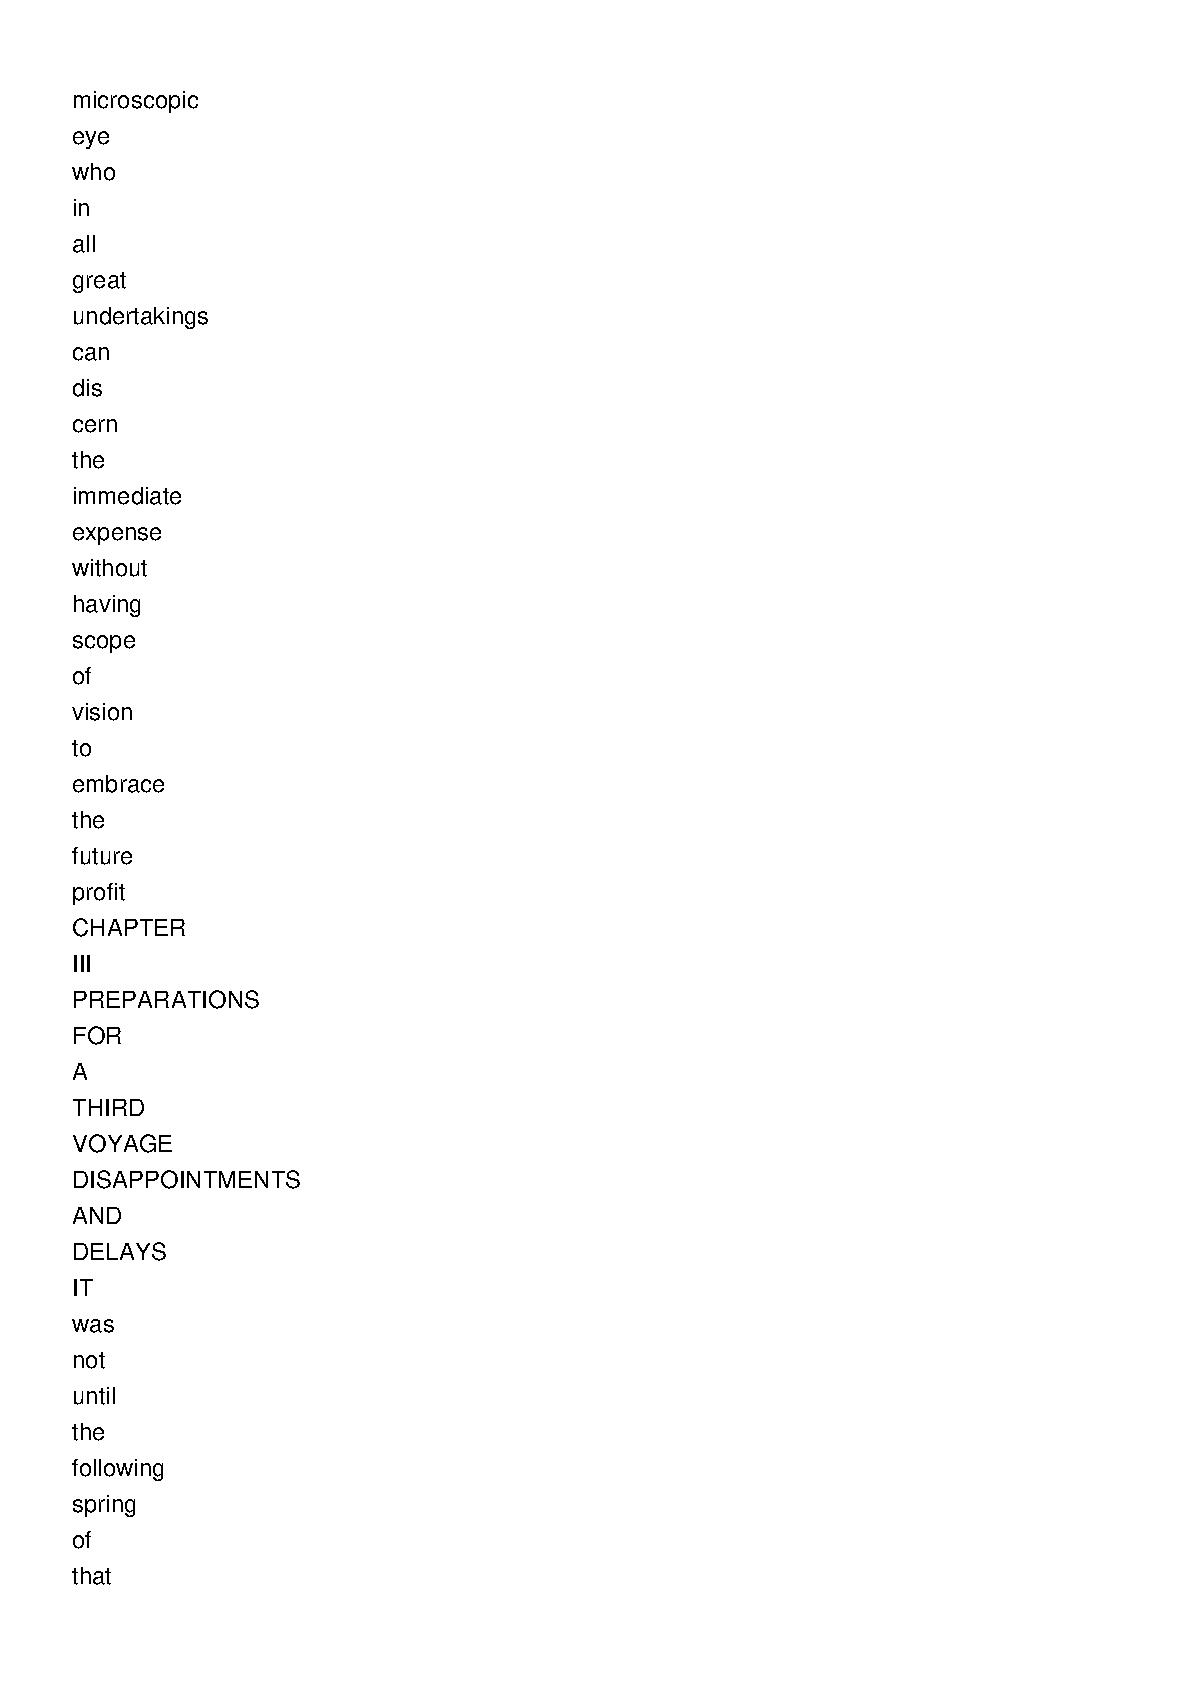 microscopic
eye
who
in
all
great
undertakings
can
dis
cern
the
immediate
expense
without
having
scope
of
vision
to
embrace
the
future
profit
CHAPTER
III
PREPARATIONS
FOR
A
THIRD
VOYAGE
DISAPPOINTMENTS
AND
DELAYS
IT
was
not
until
the
following
spring
of
that